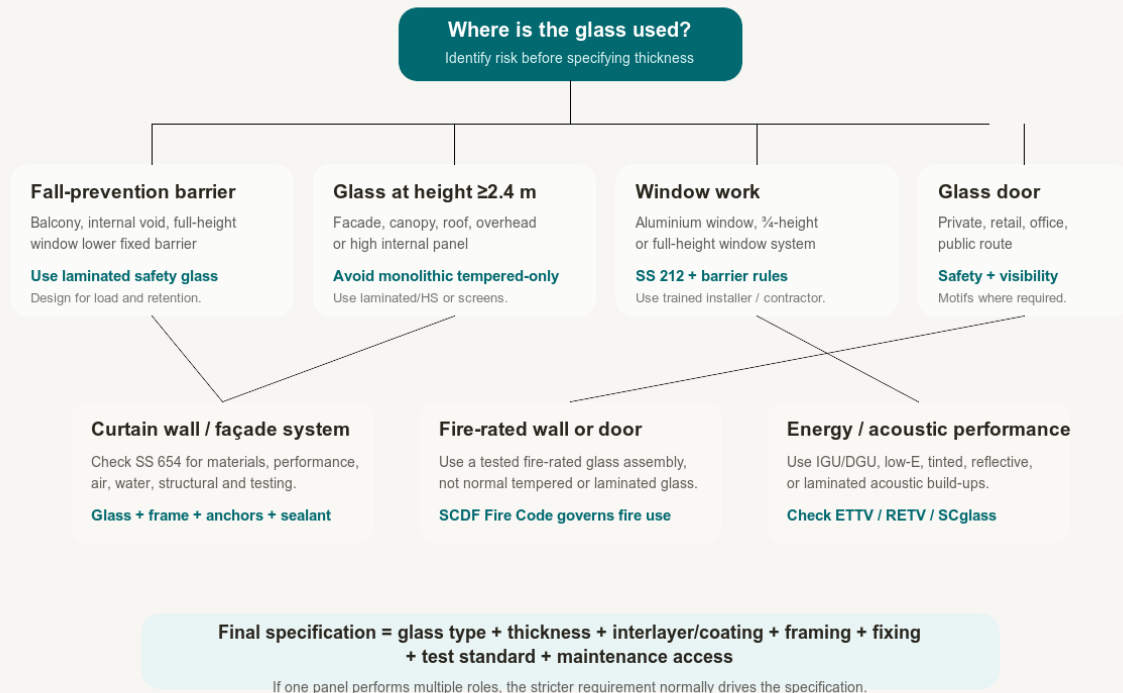 Where is the glass used?
Identify risk before specifying thickness
Fall-prevention barrier
Balcony, internal void, full-height
window lower fixed barrier
Use laminated safety glass
Design for load and retention.
Glass at height ≥2.4 m
Facade, canopy, roof, overhead
or high internal panel
Avoid monolithic tempered-only
Use laminated/HS or screens.
Window work
Aluminium window, ¾-height
or full-height window system
SS 212 + barrier rules
Use trained installer / contractor.
Glass door
Private, retail, office,
public route
Safety + visibility
Motifs where required.
Curtain wall / façade system
Check SS 654 for materials, performance,
air, water, structural and testing.
Glass + frame + anchors + sealant
Fire-rated wall or door
Use a tested fire-rated glass assembly,
not normal tempered or laminated glass.
SCDF Fire Code governs fire use
Energy / acoustic performance
Use IGU/DGU, low-E, tinted, reflective,
or laminated acoustic build-ups.
Check ETTV / RETV / SCglass
Final specification = glass type + thickness + interlayer/coating + framing + fixing
+ test standard + maintenance access
If one panel performs multiple roles, the stricter requirement normally drives the specification.